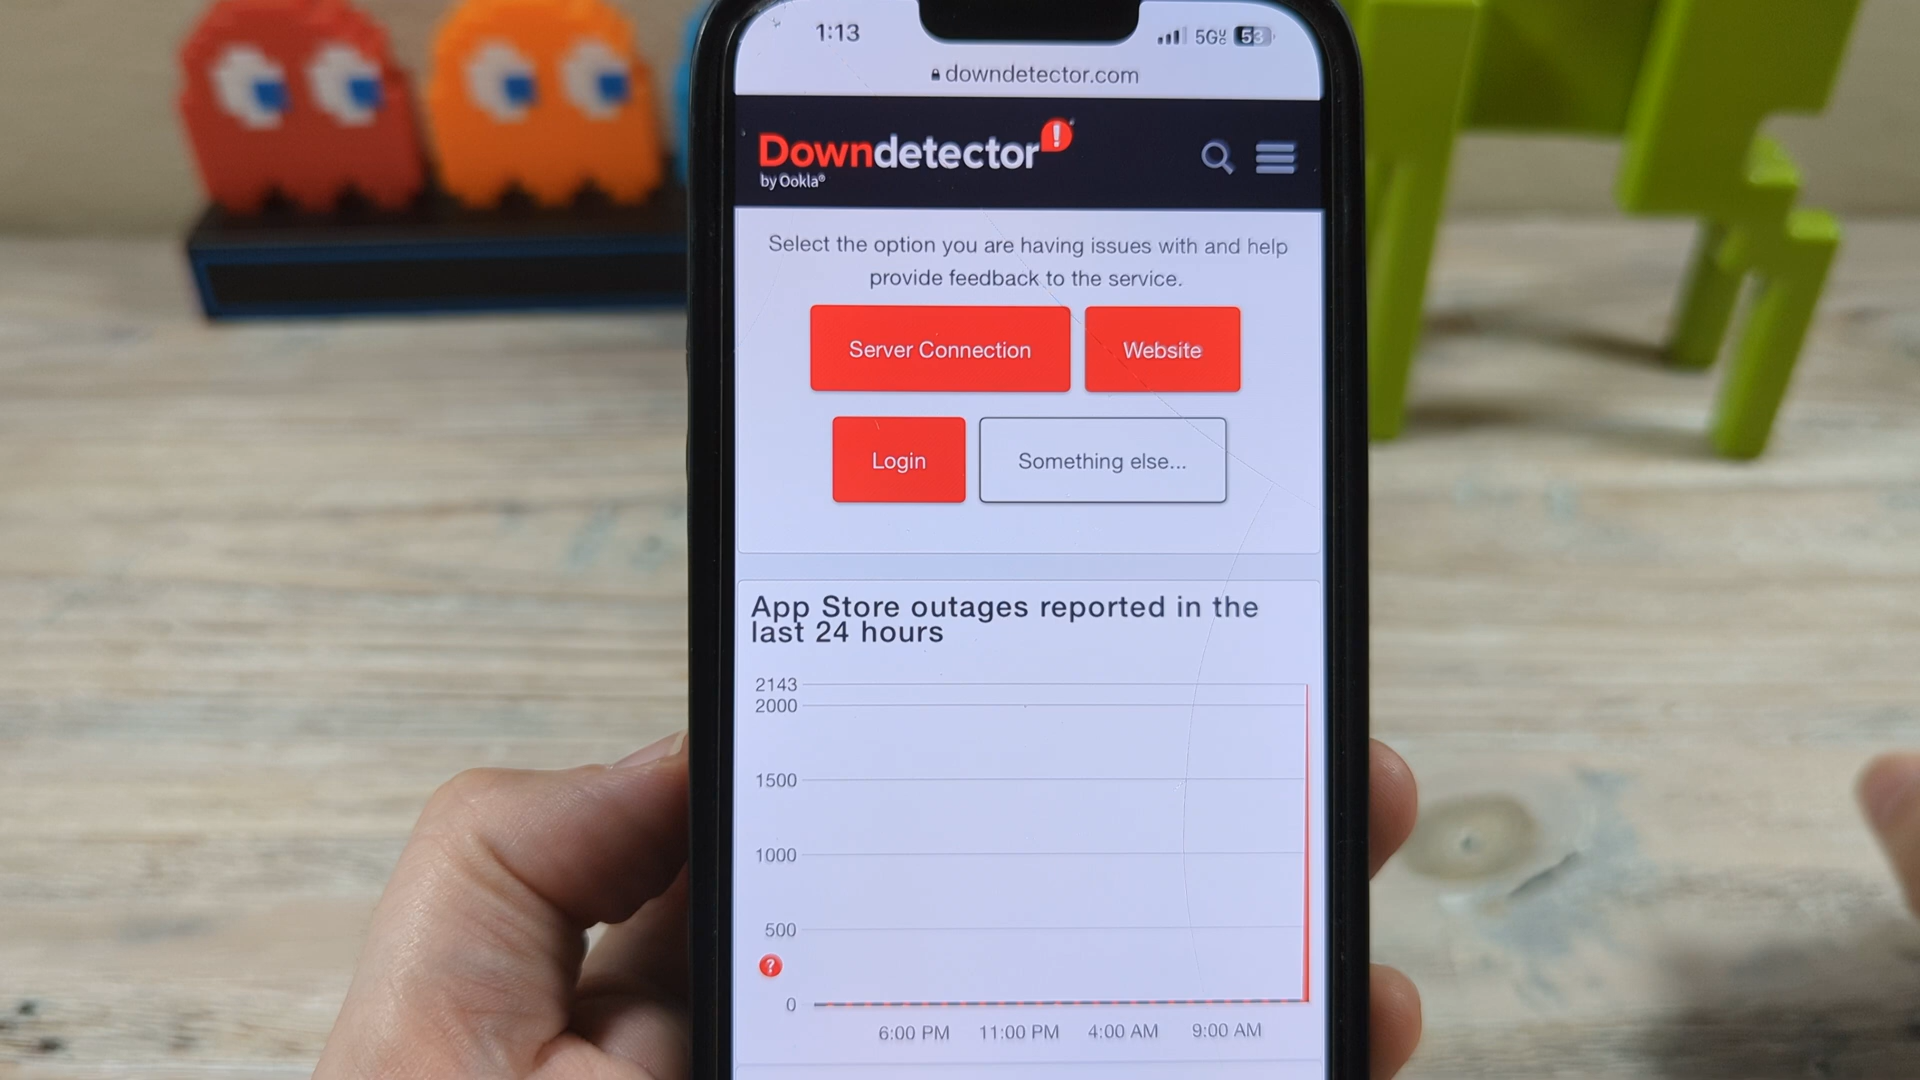 1:13
5G
53
downdetector.com
Downdetector!
by Ookla®
Select the option you are having issues with and help
provide feedback to the service.
Server Connection
Website
Login
Something else...
App Store outages reported in the
last 24 hours
2143
2000
1500
1000
500
?
0
6:00 PM 11:00 PM 4:00 AM 9:00 AM